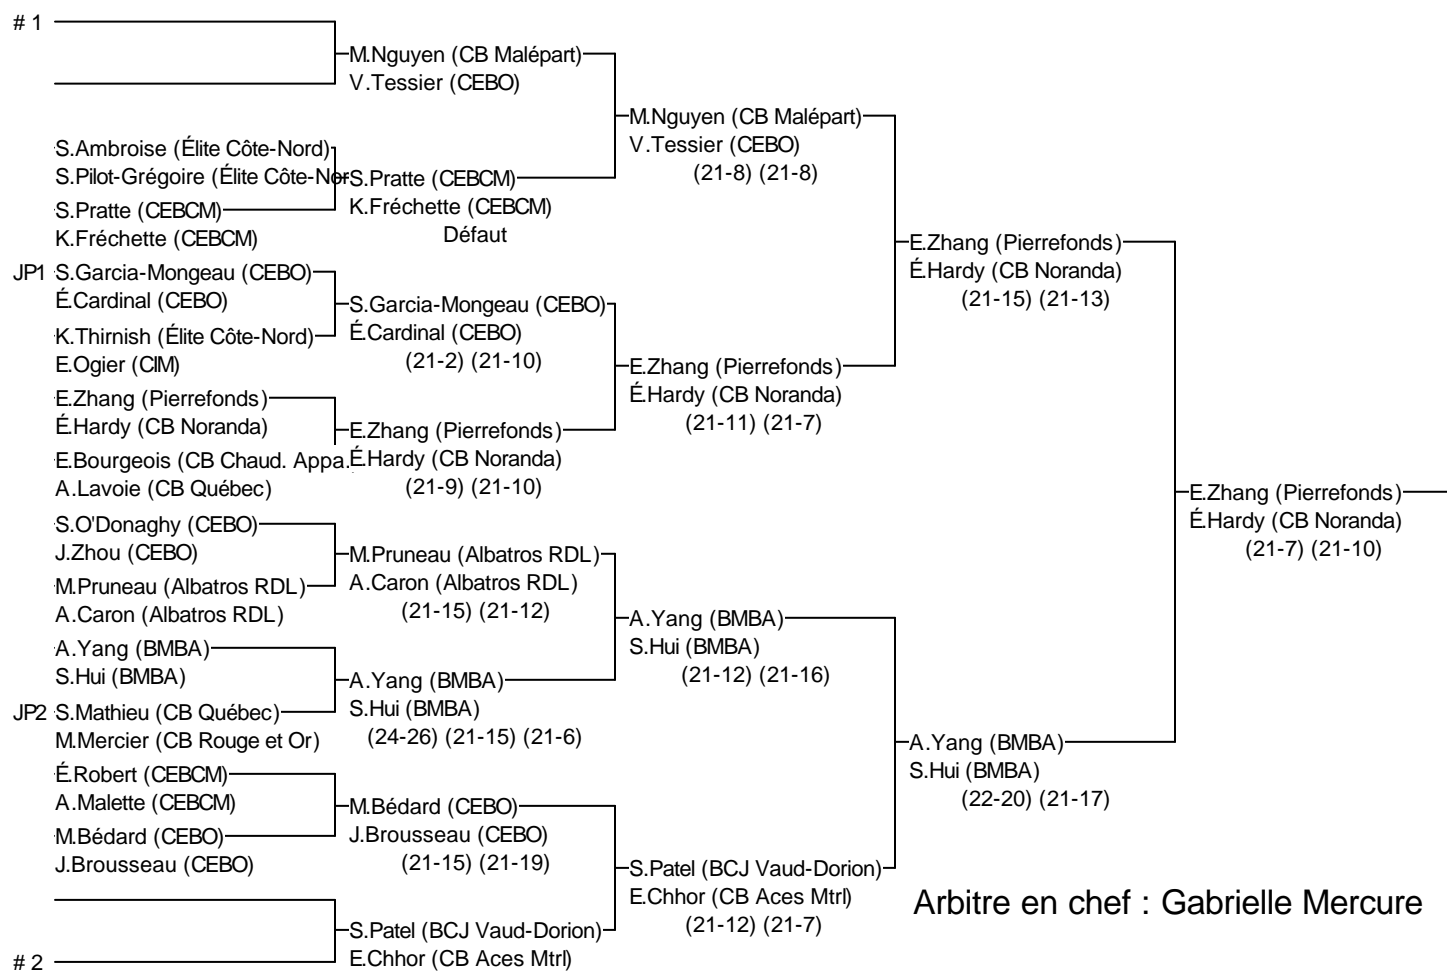 # 1
M.Nguyen (CB Malépart)
V.Tessier (CEBO)
M.Nguyen (CB Malépart)
V.Tessier (CEBO)
(21-8) (21-8)
S.Ambroise (Élite Côte-Nord)
S.Pilot-Grégoire (Élite Côte-Nor
S.Pratte (CEBCM)
K.Fréchette (CEBCM)
Défaut
S.Pratte (CEBCM)
K.Fréchette (CEBCM)
E.Zhang (Pierrefonds)
É.Hardy (CB Noranda)
(21-15) (21-13)
JP1 S.Garcia-Mongeau (CEBO)
É.Cardinal (CEBO)
S.Garcia-Mongeau (CEBO)
É.Cardinal (CEBO)
(21-2) (21-10)
K.Thirnish (Élite Côte-Nord)
E.Ogier (CIM)
E.Zhang (Pierrefonds)
É.Hardy (CB Noranda)
(21-11) (21-7)
E.Zhang (Pierrefonds)
É.Hardy (CB Noranda)
E.Zhang (Pierrefonds)
É.Hardy (CB Noranda)
(21-9) (21-10)
E.Bourgeois (CB Chaud. Appa.
A.Lavoie (CB Québec)
E.Zhang (Pierrefonds)
É.Hardy (CB Noranda)
(21-7) (21-10)
S.O'Donaghy (CEBO)
J.Zhou (CEBO)
M.Pruneau (Albatros RDL)
A.Caron (Albatros RDL)
(21-15) (21-12)
M.Pruneau (Albatros RDL)
A.Caron (Albatros RDL)
A.Yang (BMBA)
S.Hui (BMBA)
(21-12) (21-16)
A.Yang (BMBA)
S.Hui (BMBA)
A.Yang (BMBA)
S.Hui (BMBA)
(24-26) (21-15) (21-6)
JP2 S.Mathieu (CB Québec)
M.Mercier (CB Rouge et Or)
A.Yang (BMBA)
S.Hui (BMBA)
(22-20) (21-17)
É.Robert (CEBCM)
A.Malette (CEBCM)
M.Bédard (CEBO)
J.Brousseau (CEBO)
(21-15) (21-19)
M.Bédard (CEBO)
J.Brousseau (CEBO)
S.Patel (BCJ Vaud-Dorion)
E.Chhor (CB Aces Mtrl)
(21-12) (21-7)
Arbitre en chef : Gabrielle Mercure
S.Patel (BCJ Vaud-Dorion)
E.Chhor (CB Aces Mtrl)
# 2